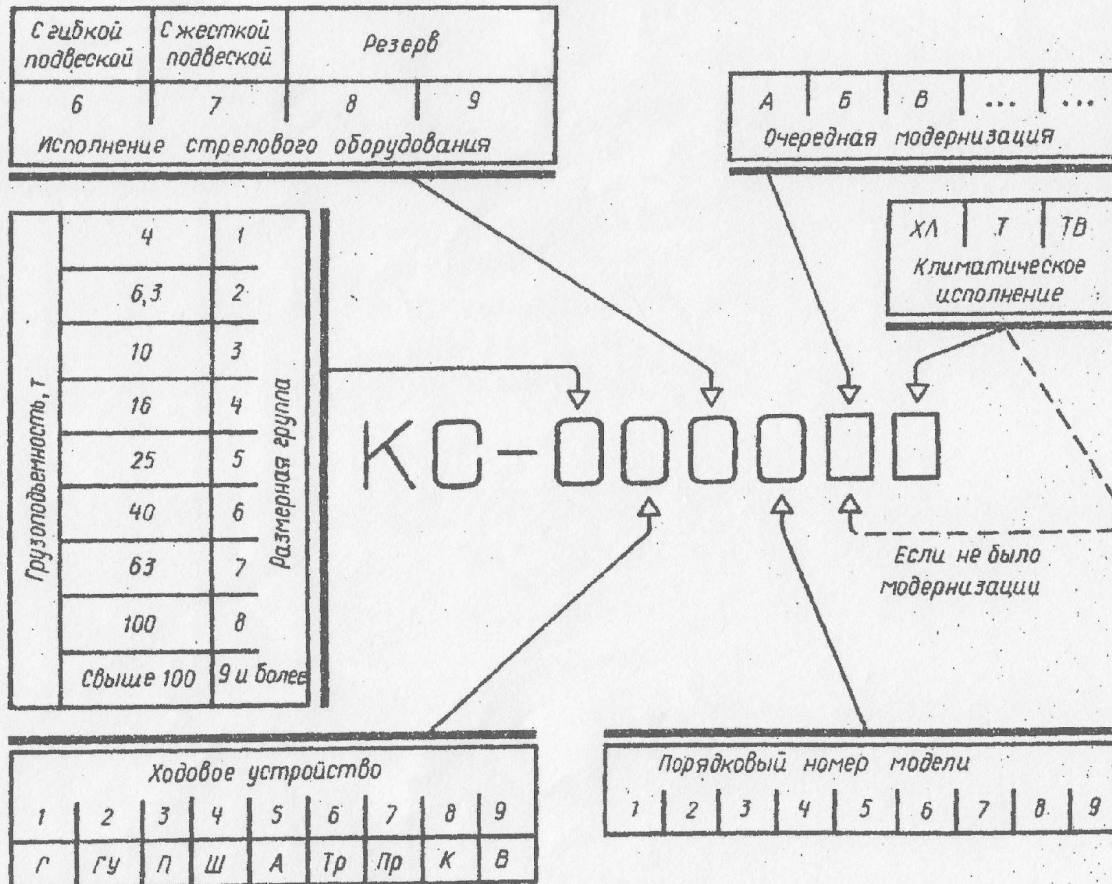 С гибкой подвеской С жесткой подвеской Резерв
6 7 8 9
Исполнение стрелового оборудования
А Б В ... ...
Очередная модернизация
ХЛ Т ТВ
Климатическое
исполнение
Грузоподъемность, т
Размерная группа
4 1
6,3 2
10 3
16 4
25 5
40 6
63 7
100 8
Свыше 100 9 и более
КС-0000
Если не было
модернизации
Ходовое устройство
1 2 3 4 5 6 7 8 9
Г ГУ П Ш А Тр Пр К В
Порядковый номер модели
1 2 3 4 5 6 7 8 9